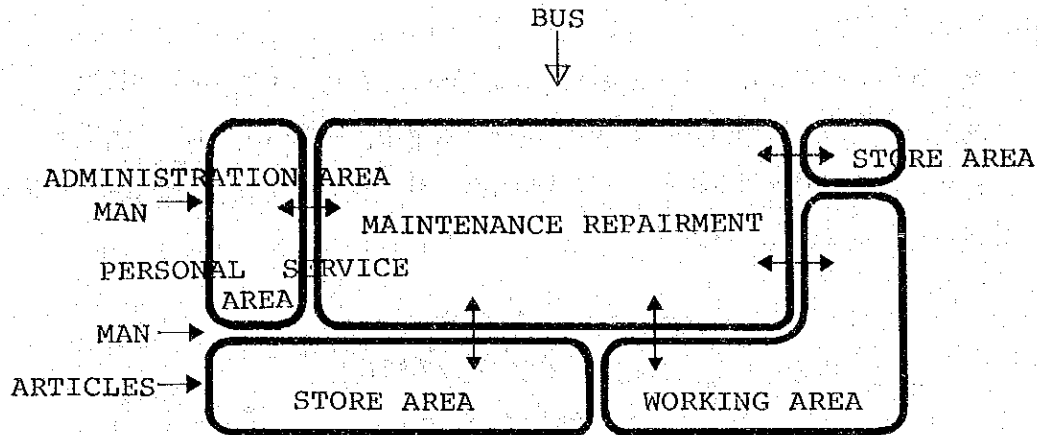 BUS
STORE AREA
ADMINISTRATION AREA
MAN
MAINTENANCE REPAIRMENT
PERSONAL SERVICE
AREA
MAN
ARTICLES
STORE AREA
WORKING AREA